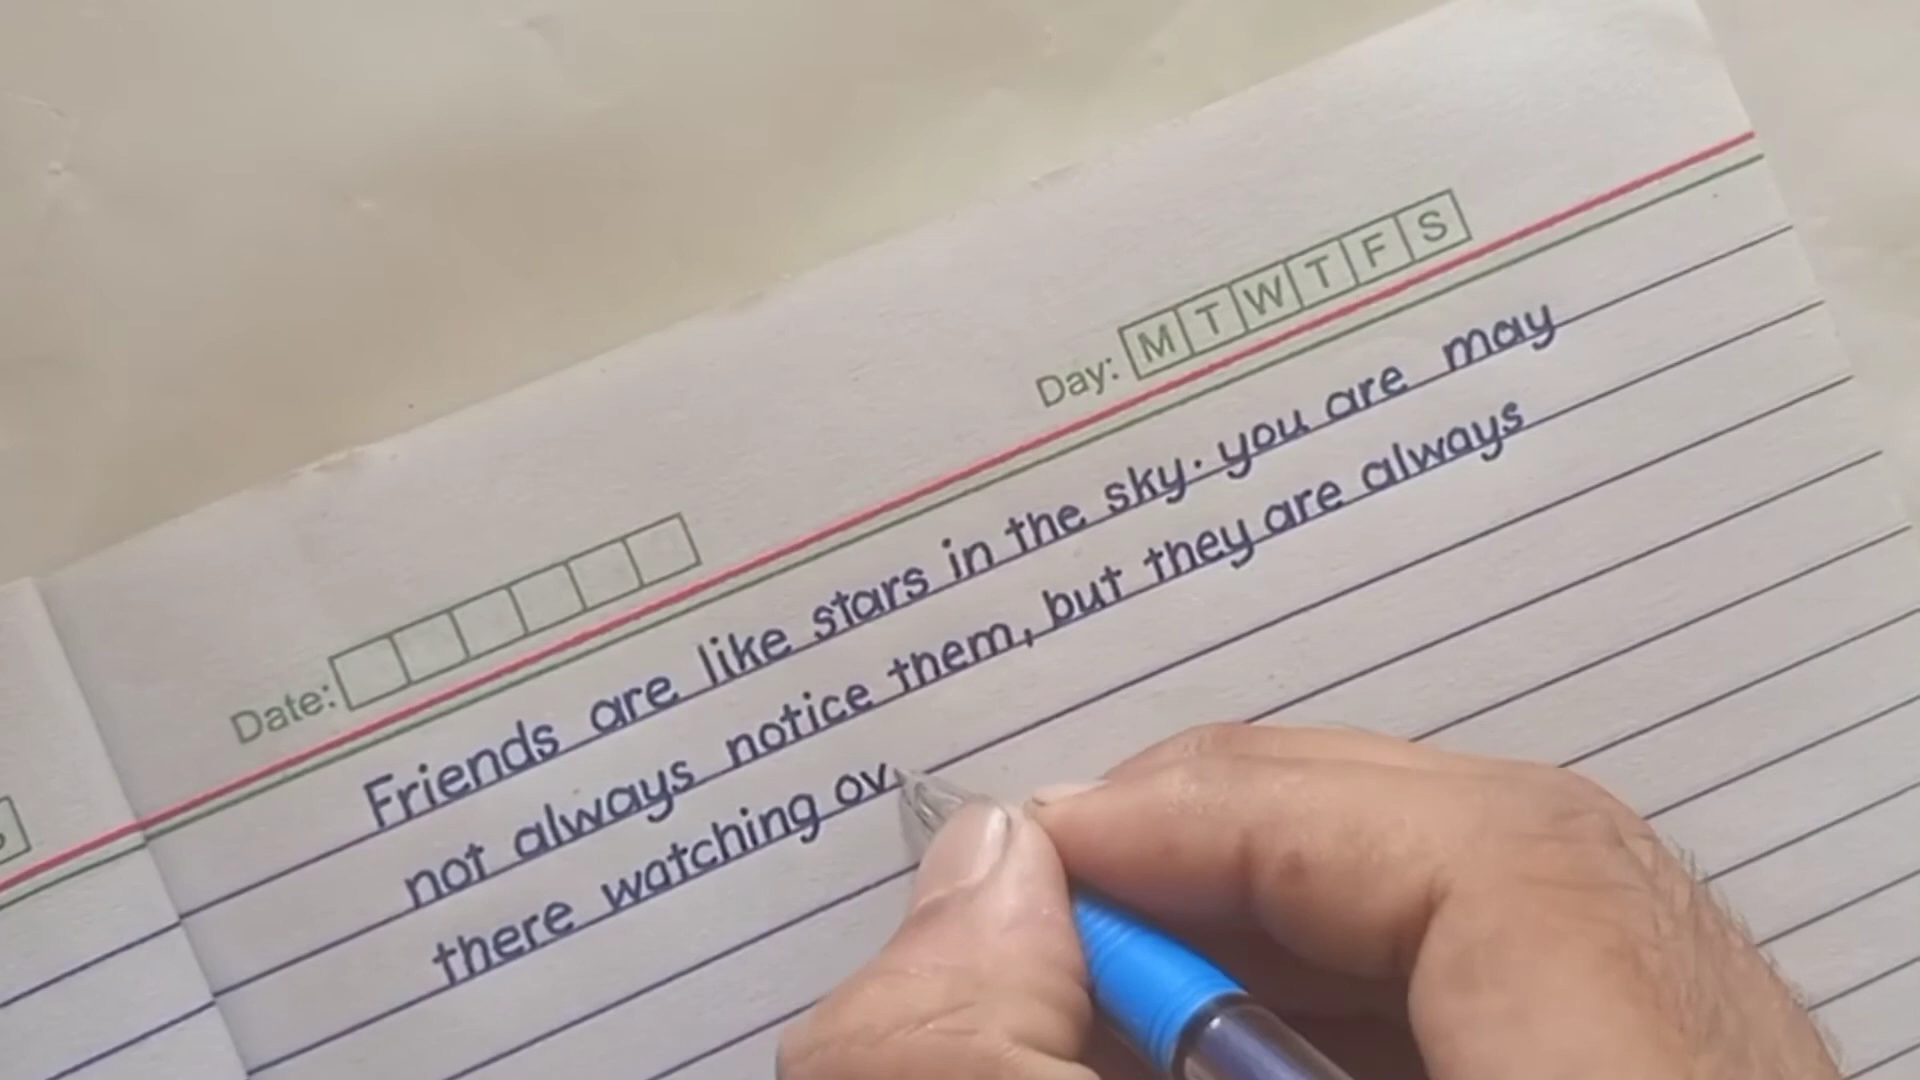 Day: M T W T F S
Date:
Friends are like stars in the sky. you are may
not always notice them, but they are always
there watching ov